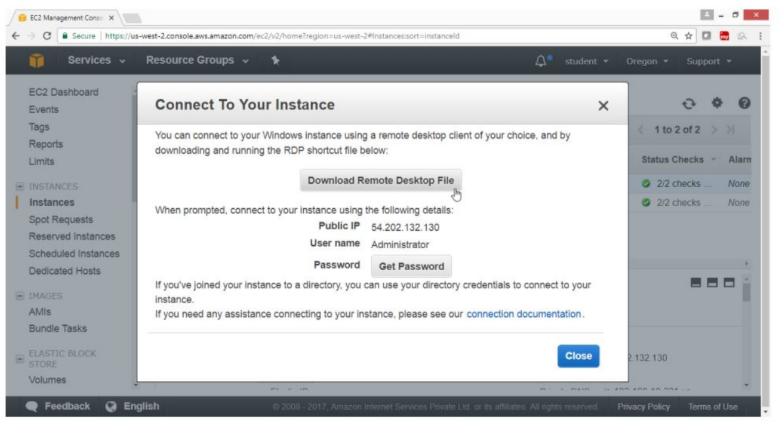 EC2 Management Conso
Secure | https://us-west-2.console.aws.amazon.com/ec2/v2/home?region=us-west-2#Instances:sort=instanceId
Services Resource Groups student Oregon Support
EC2 Dashboard
Events
Tags
Reports
Limits
INSTANCES
Instances
Spot Requests
Reserved Instances
Scheduled Instances
Dedicated Hosts
IMAGES
AMIs
Bundle Tasks
ELASTIC BLOCK
STORE
Volumes
Connect To Your Instance
You can connect to your Windows instance using a remote desktop client of your choice, and by
downloading and running the RDP shortcut file below:
Download Remote Desktop File
When prompted, connect to your instance using the following details:
Public IP 54.202.132.130
User name Administrator
Password Get Password
If you've joined your instance to a directory, you can use your directory credentials to connect to your
instance.
If you need any assistance connecting to your instance, please see our connection documentation.
Close
1 to 2 of 2
Status Checks Alarm
2/2 checks ... None
2/2 checks ... None
2.132.130
Feedback English © 2008 - 2017, Amazon Internet Services Private Ltd. or its affiliates. All rights reserved. Privacy Policy Terms of Use